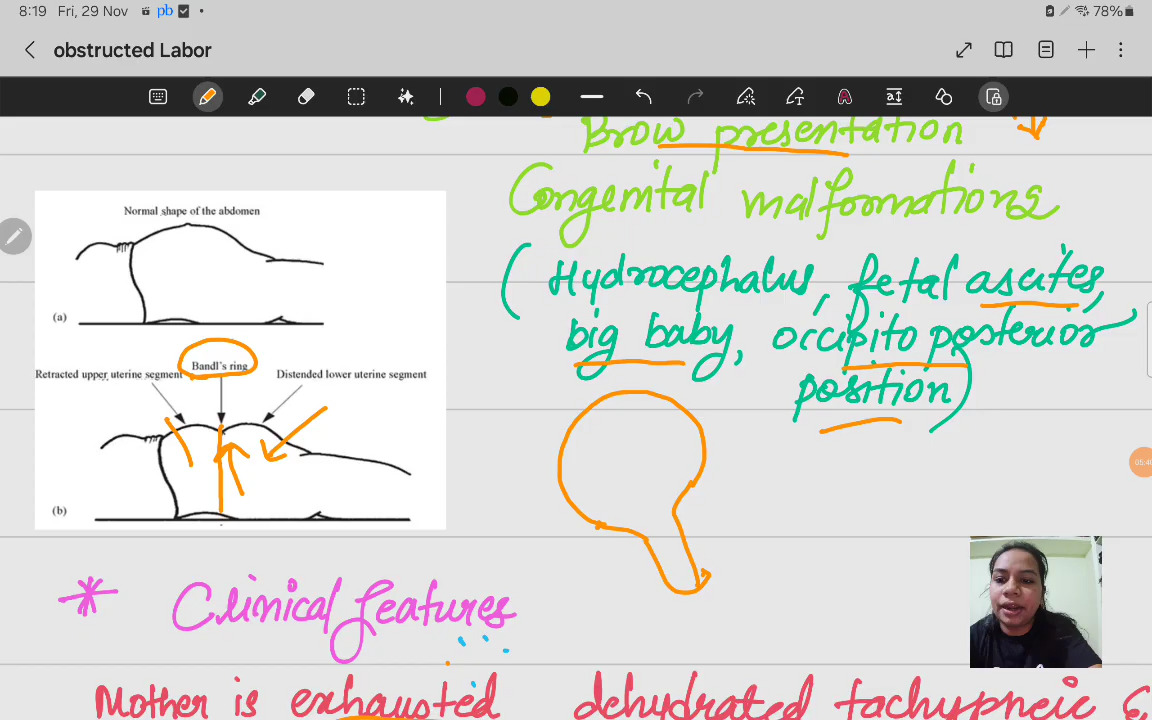 8:19 Fri, 29 Nov pb
78%
obstructed Labor
Brow presentation
Congenital malformations
(Hydrocephalus, fetal ascites,
big baby, occipito posterior
position)
Normal shape of the abdomen
(a)
Bandl's ring
Retracted upper uterine segment
Distended lower uterine segment
(b)
* Clinical features
Mother is exhausted dehydrated tachypneic &